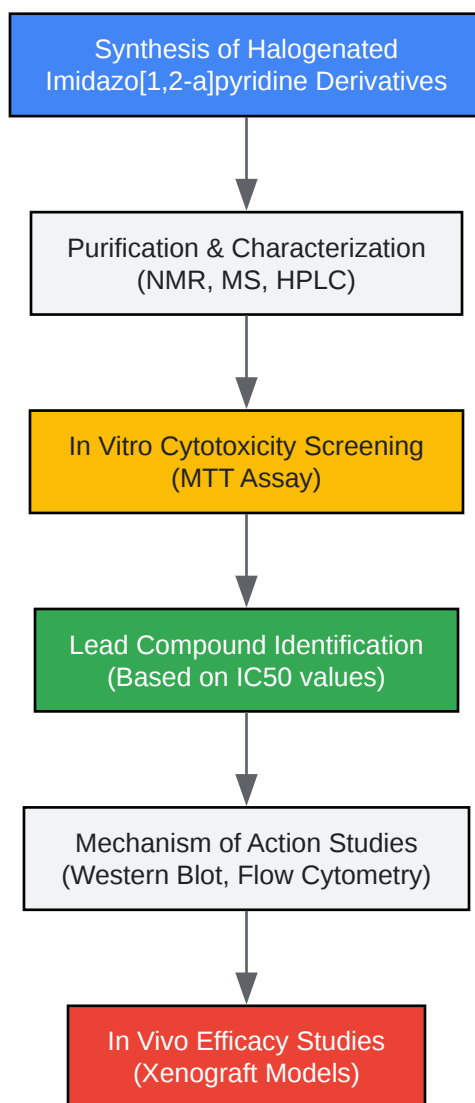 Synthesis of Halogenated
Imidazo[1,2-a]pyridine Derivatives
Purification & Characterization
(NMR, MS, HPLC)
In Vitro Cytotoxicity Screening
(MTT Assay)
Lead Compound Identification
(Based on IC50 values)
Mechanism of Action Studies
(Western Blot, Flow Cytometry)
In Vivo Efficacy Studies
(Xenograft Models)